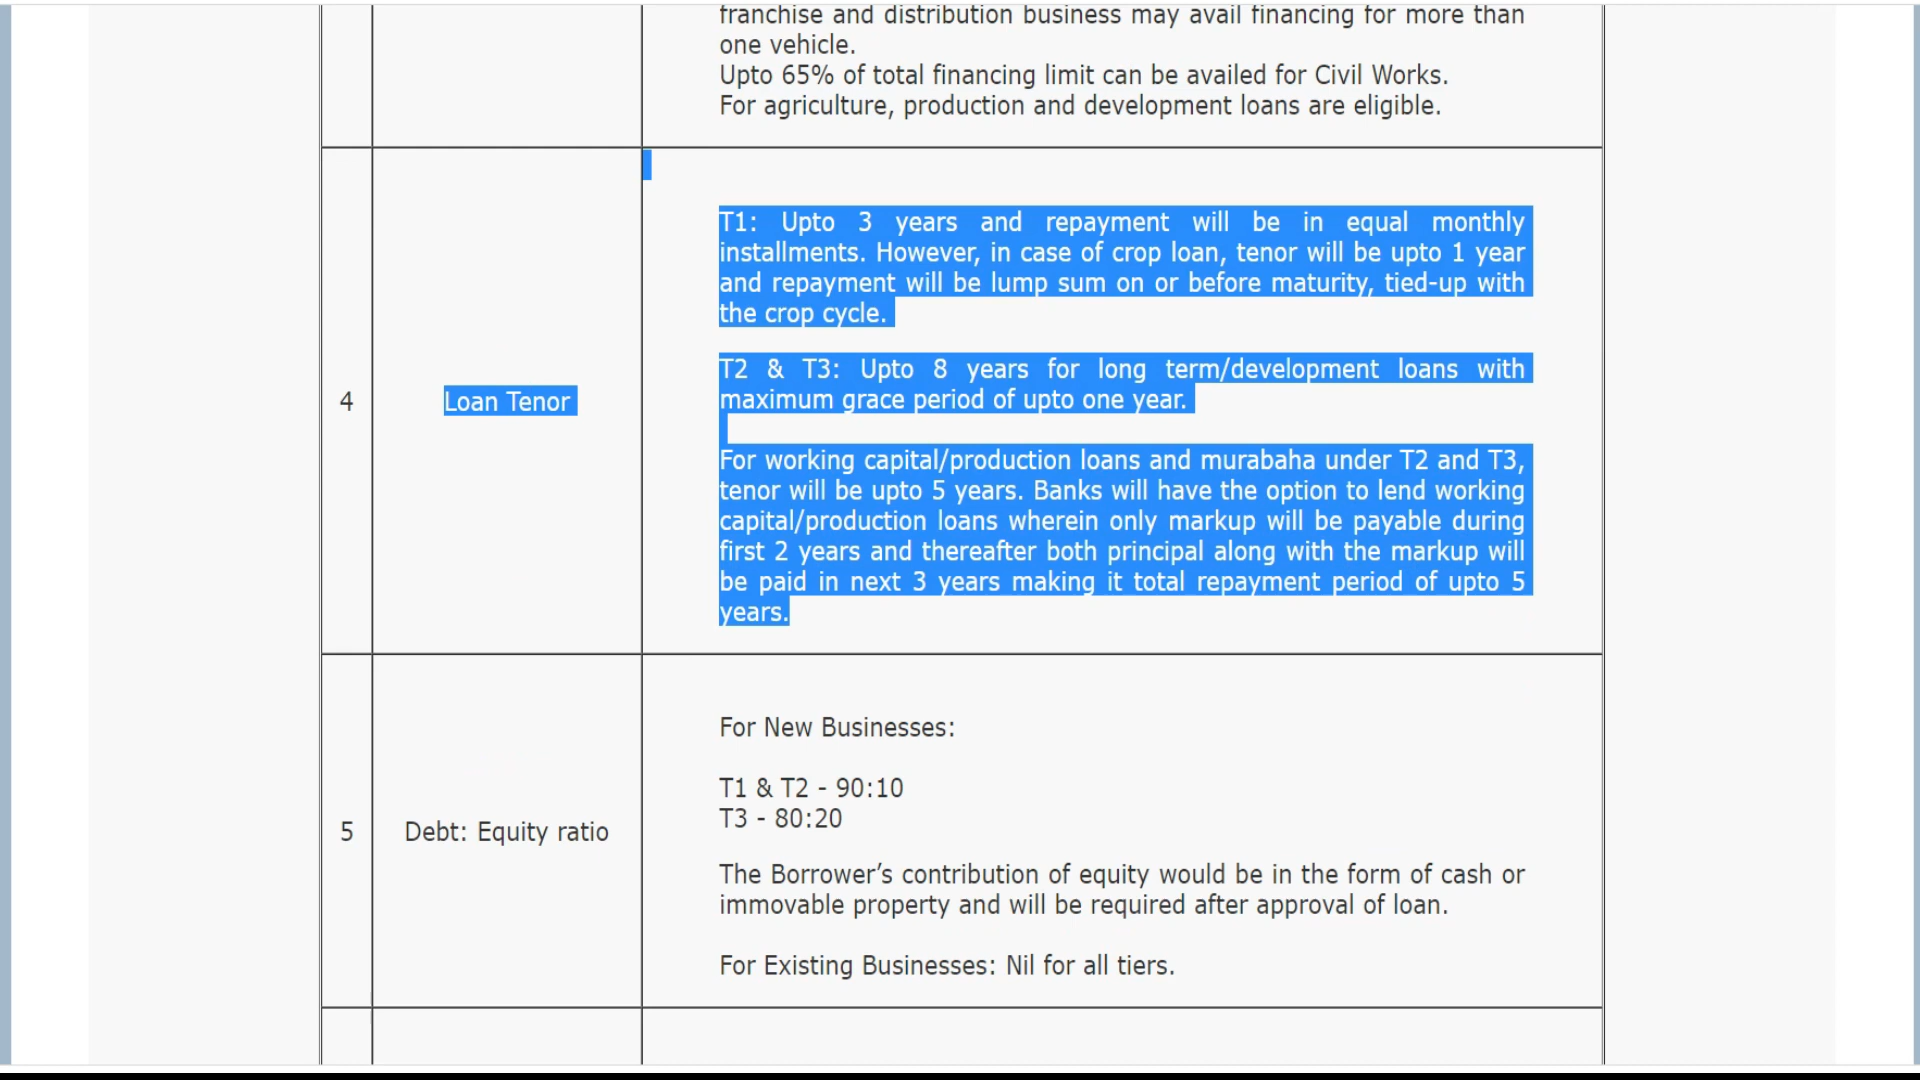 franchise and distribution business may avail financing for more than
one vehicle.
Upto 65% of total financing limit can be availed for Civil Works.
For agriculture, production and development loans are eligible.
4
Loan Tenor
T1: Upto 3 years and repayment will be in equal monthly
installments. However, in case of crop loan, tenor will be upto 1 year
and repayment will be lump sum on or before maturity, tied-up with
the crop cycle.
T2 & T3: Upto 8 years for long term/development loans with
maximum grace period of upto one year.
For working capital/production loans and murabaha under T2 and T3,
tenor will be upto 5 years. Banks will have the option to lend working
capital/production loans wherein only markup will be payable during
first 2 years and thereafter both principal along with the markup will
be paid in next 3 years making it total repayment period of upto 5
years.
5
Debt: Equity ratio
For New Businesses:
T1 & T2 - 90:10
T3 - 80:20
The Borrower’s contribution of equity would be in the form of cash or
immovable property and will be required after approval of loan.
For Existing Businesses: Nil for all tiers.